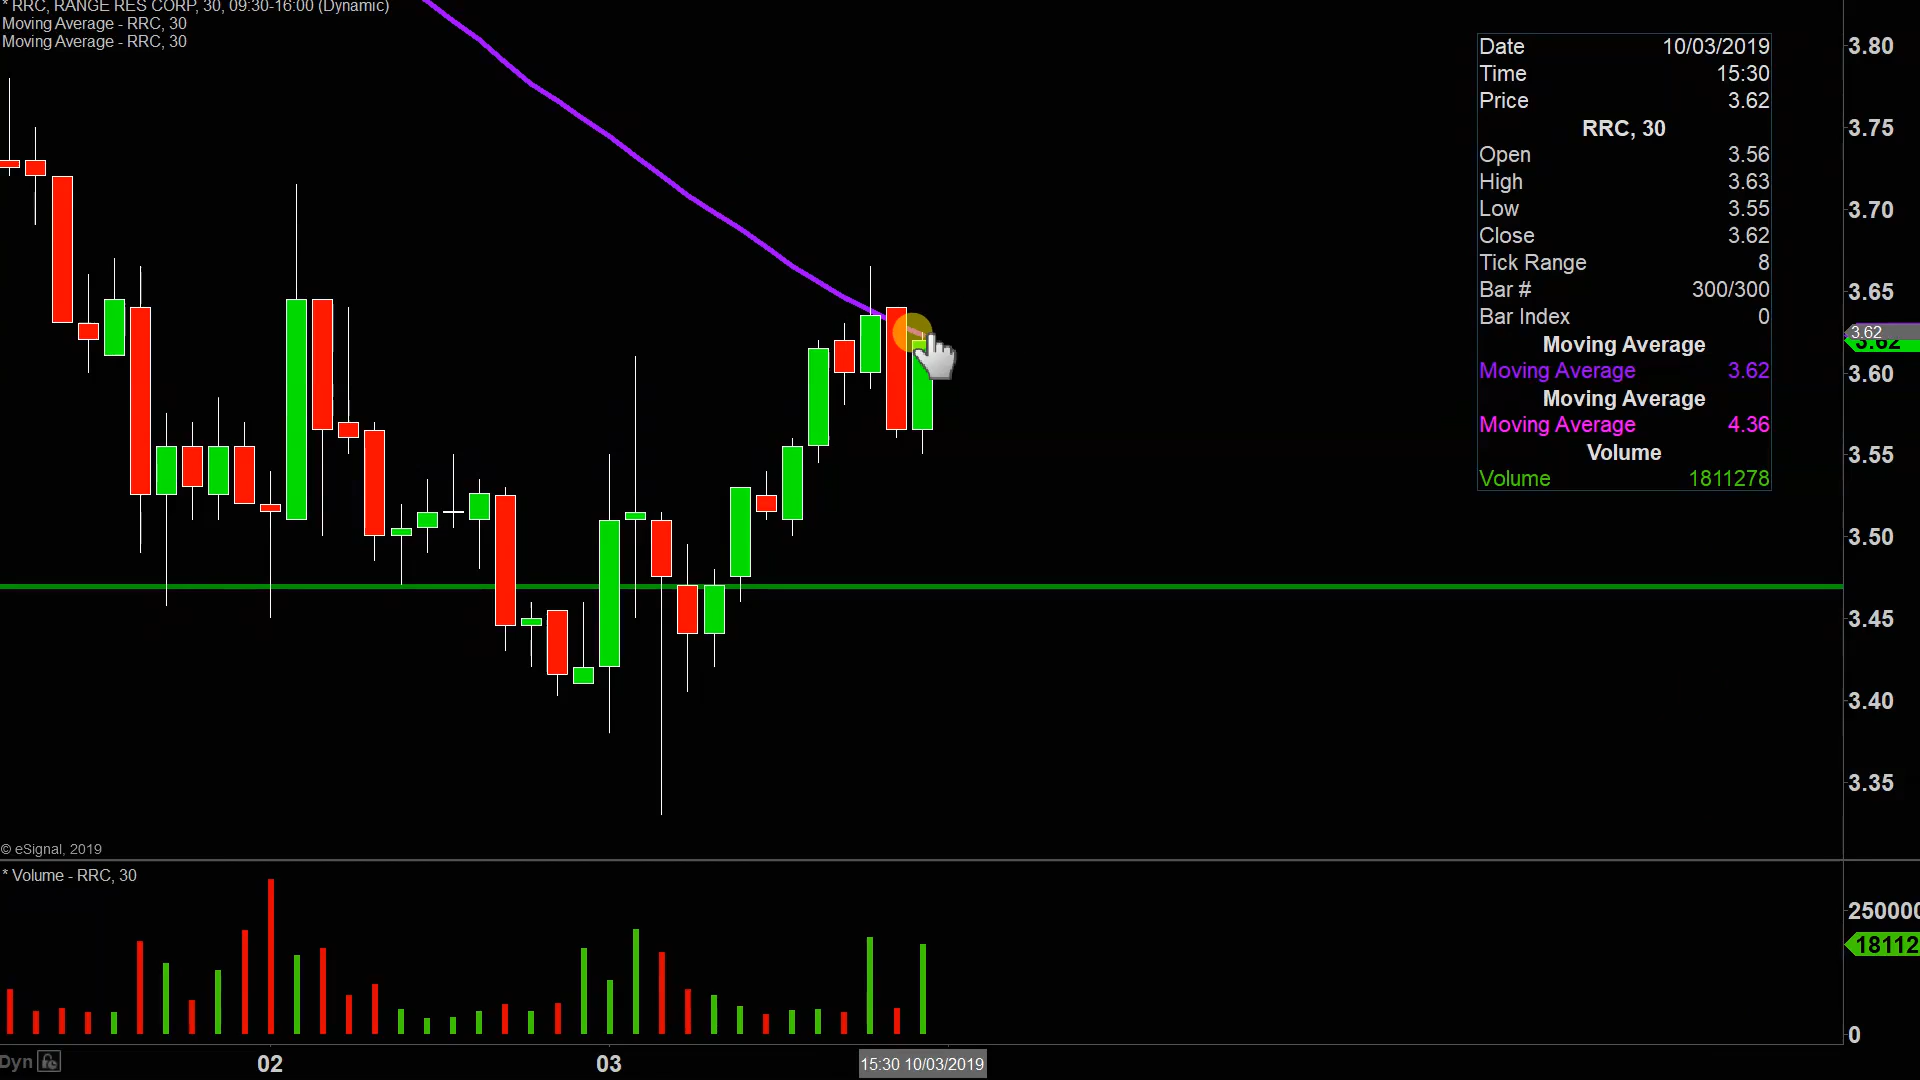 * RRC, RANGE RES CORP, 30, 09:30-16:00 (Dynamic)
Moving Average - RRC, 30
Moving Average - RRC, 30
Date 10/03/2019
Time 15:30
Price 3.62
RRC, 30
Open 3.56
High 3.63
Low 3.55
Close 3.62
Tick Range 8
Bar # 300/300
Bar Index 0
Moving Average
Moving Average 3.62
Moving Average
Moving Average 4.36
Volume
Volume 1811278
3.80
3.75
3.70
3.65
3.62
3.62
3.60
3.55
3.50
3.45
3.40
3.35
© eSignal, 2019
* Volume - RRC, 30
250000
18112
0
Dyn
02
03
15:30 10/03/2019